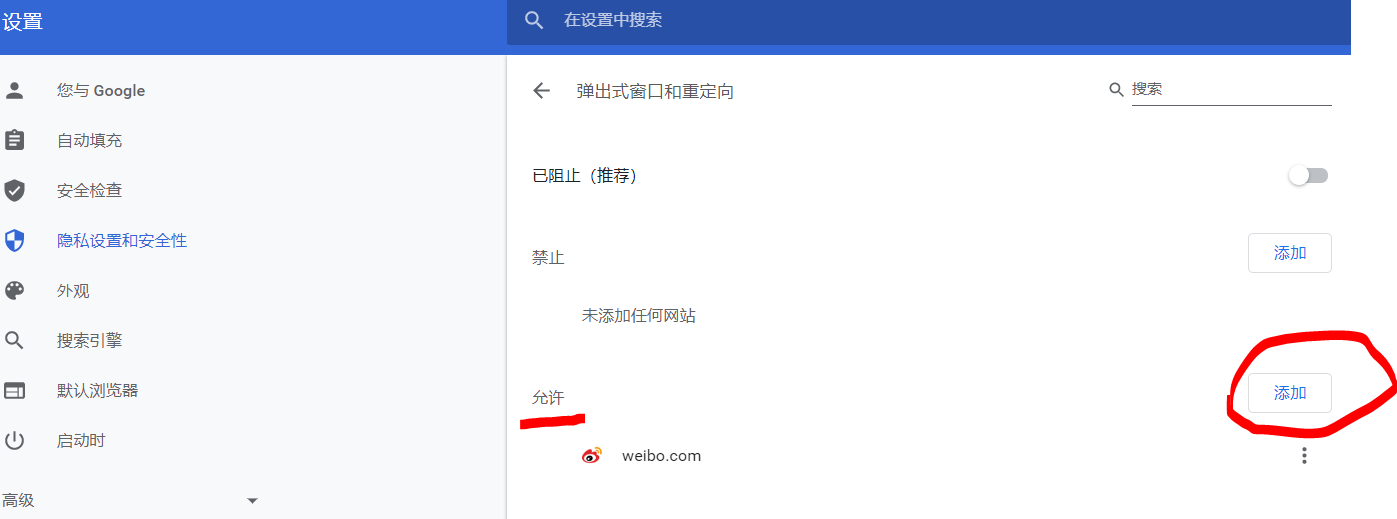 设置
在设置中搜索
您与 Google
自动填充
安全检查
隐私设置和安全性
外观
搜索引擎
默认浏览器
启动时
高级
弹出式窗口和重定向
搜索
已阻止（推荐）
禁止
添加
未添加任何网站
允许
添加
weibo.com